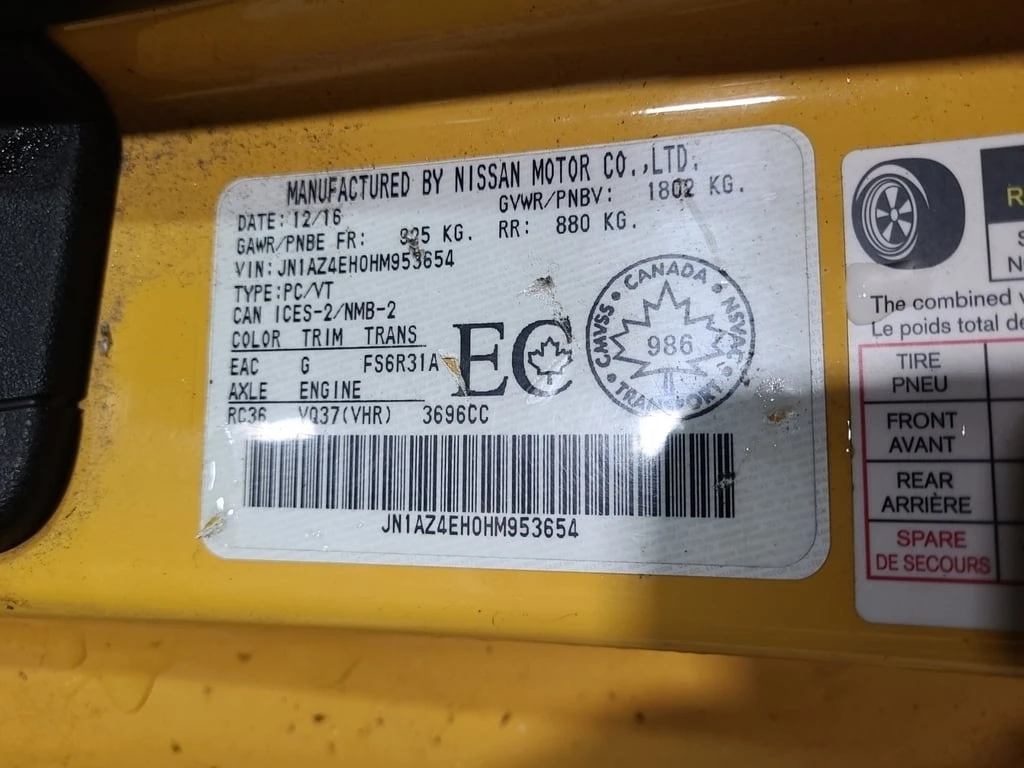 MANUFACTURED BY NISSAN MOTOR CO.,LTD.
DATE: 12/16 GVWR/PNBV: 1802 KG.
GAWR/PNBE FR: KG. RR: 880 KG.
VIN: JN1AZ4EH0HM953654
TYPE:PC/VT
CAN ICES-2/NMB-2
COLOR TRIM TRANS
EAC G FS6R31A
AXLE ENGINE
RC36 VQ37(VHR) 3696CC
EC
CANADA
CMVSS • NSVAC
986
TRANSPORT
JN1AZ4EH0HM953654
The combined
Le poids total
TIRE
PNEU
FRONT
AVANT
REAR
ARRIÈRE
SPARE
DE SECOURS